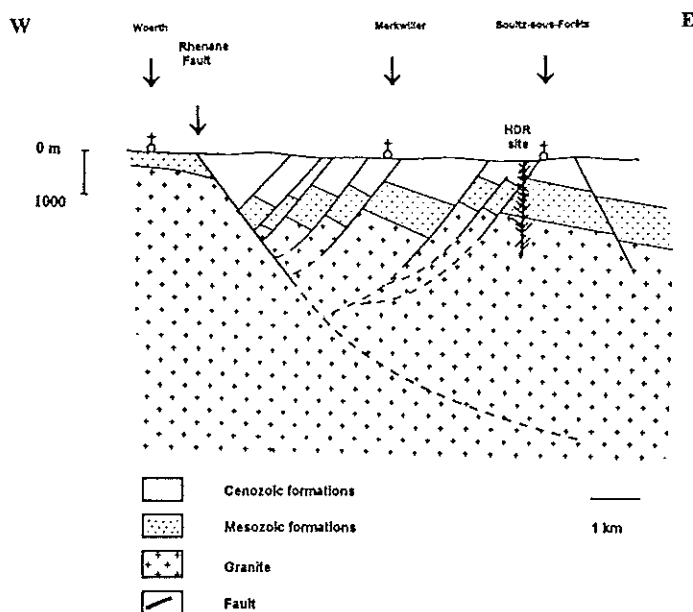 W
E
Woerth
Merkwiller
Soultz-sous-Forêts
Rhenane
Fault
HDR
site
0 m
1000
Cenozoic formations
Mesozoic formations
Granite
Fault
1 km